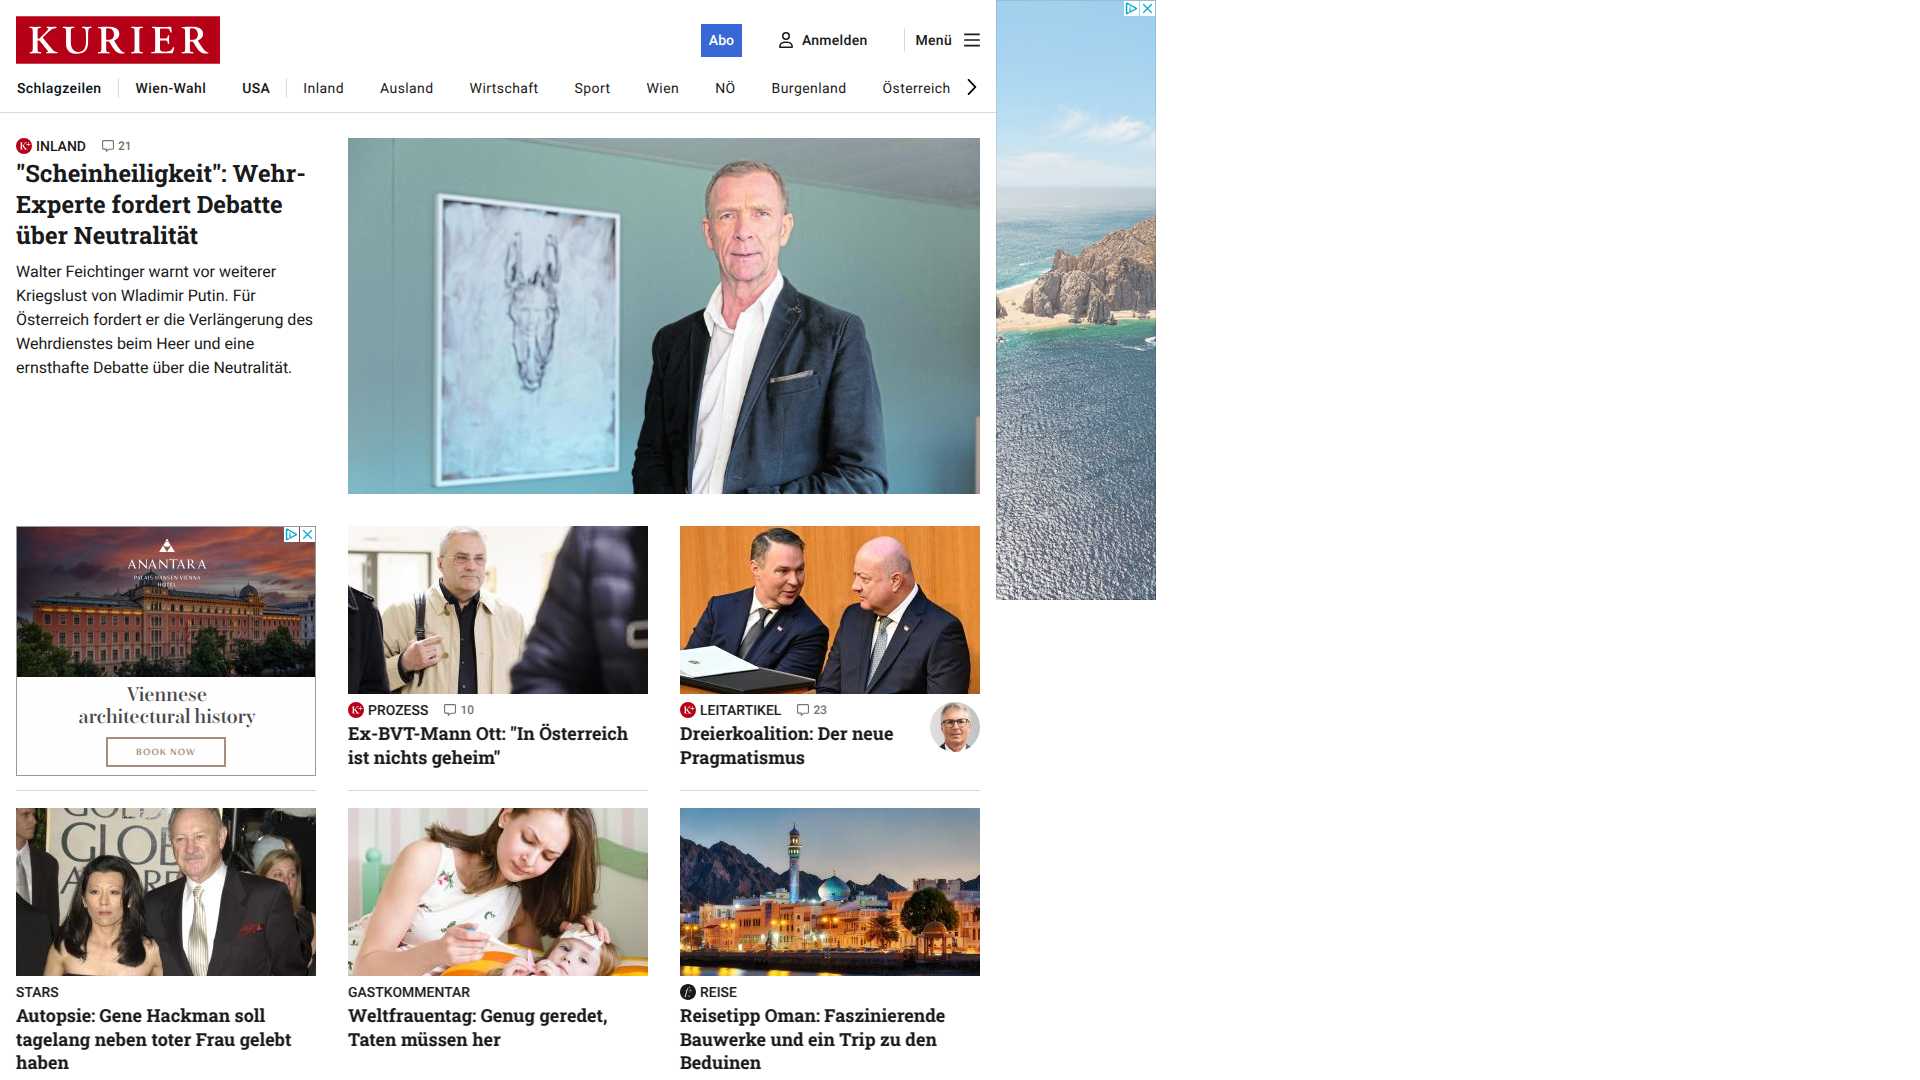 KURIER
Abo
Anmelden
Menü
Schlagzeilen
Wien-Wahl
USA
Inland
Ausland
Wirtschaft
Sport
Wien
NÖ
Burgenland
Österreich
K+ INLAND 21
"Scheinheiligkeit": Wehr-
Experte fordert Debatte
über Neutralität
Walter Feichtinger warnt vor weiterer
Kriegslust von Wladimir Putin. Für
Österreich fordert er die Verlängerung des
Wehrdienstes beim Heer und eine
ernsthafte Debatte über die Neutralität.
ANANTARA
PALAIS HANSEN VIENNA
HOTEL
Viennese
architectural history
BOOK NOW
K+ PROZESS 10
Ex-BVT-Mann Ott: "In Österreich
ist nichts geheim"
K+ LEITARTIKEL 23
Dreierkoalition: Der neue
Pragmatismus
GOLD
GLOB
STARS
Autopsie: Gene Hackman soll
tagelang neben toter Frau gelebt
haben
GASTKOMMENTAR
Weltfrauentag: Genug geredet,
Taten müssen her
REISE
Reisetipp Oman: Faszinierende
Bauwerke und ein Trip zu den
Beduinen